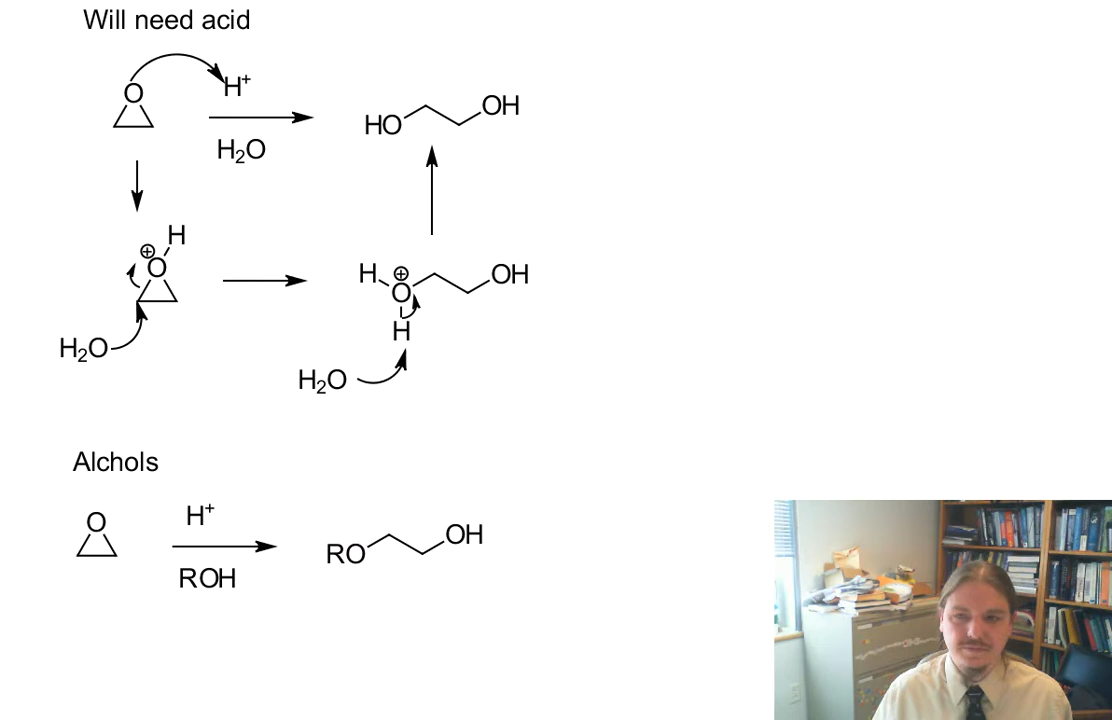 Will need acid
O
H⁺
H₂O
HO
OH
H
⊕
O
H₂O
H
⊕
O
H
OH
H₂O
Alchols
O
H⁺
ROH
RO
OH